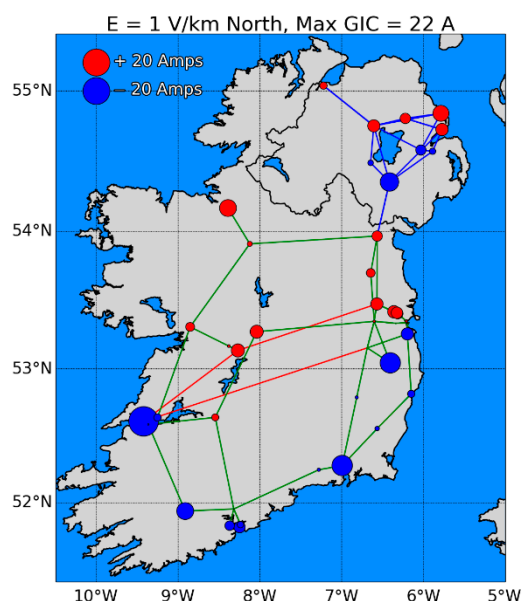 E = 1 V/km North, Max GIC = 22 A
+ 20 Amps
− 20 Amps
55°N
54°N
53°N
52°N
10°W 9°W 8°W 7°W 6°W 5°W